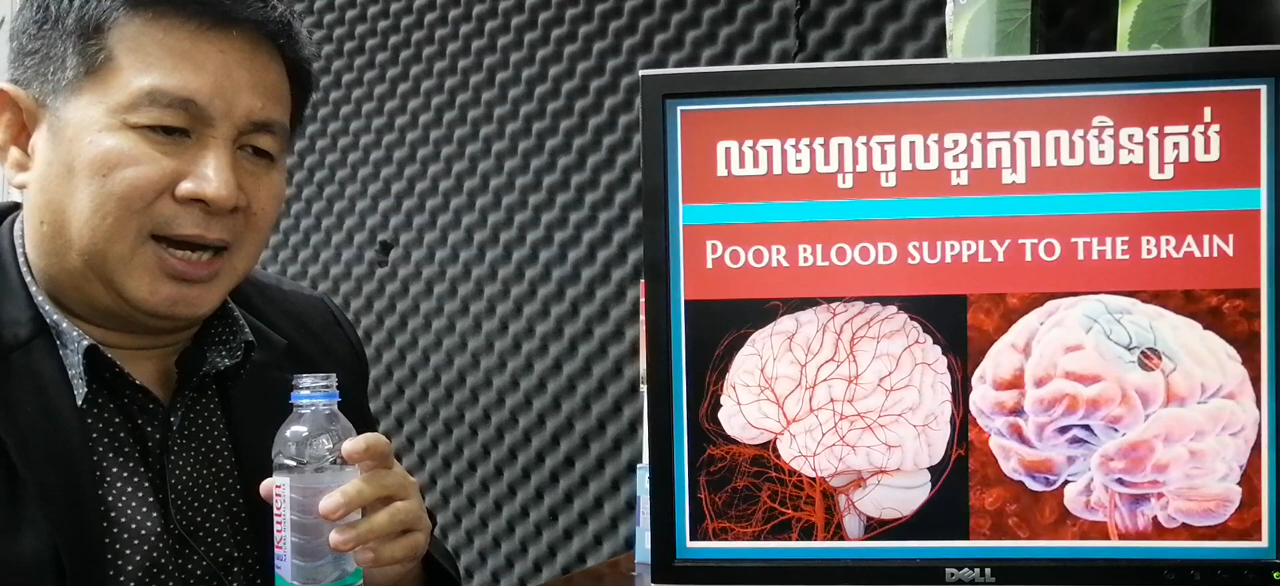 ឈាមហូរចូលខួរក្បាលមិនគ្រប់
POOR BLOOD SUPPLY TO THE BRAIN
Kulen
DELL